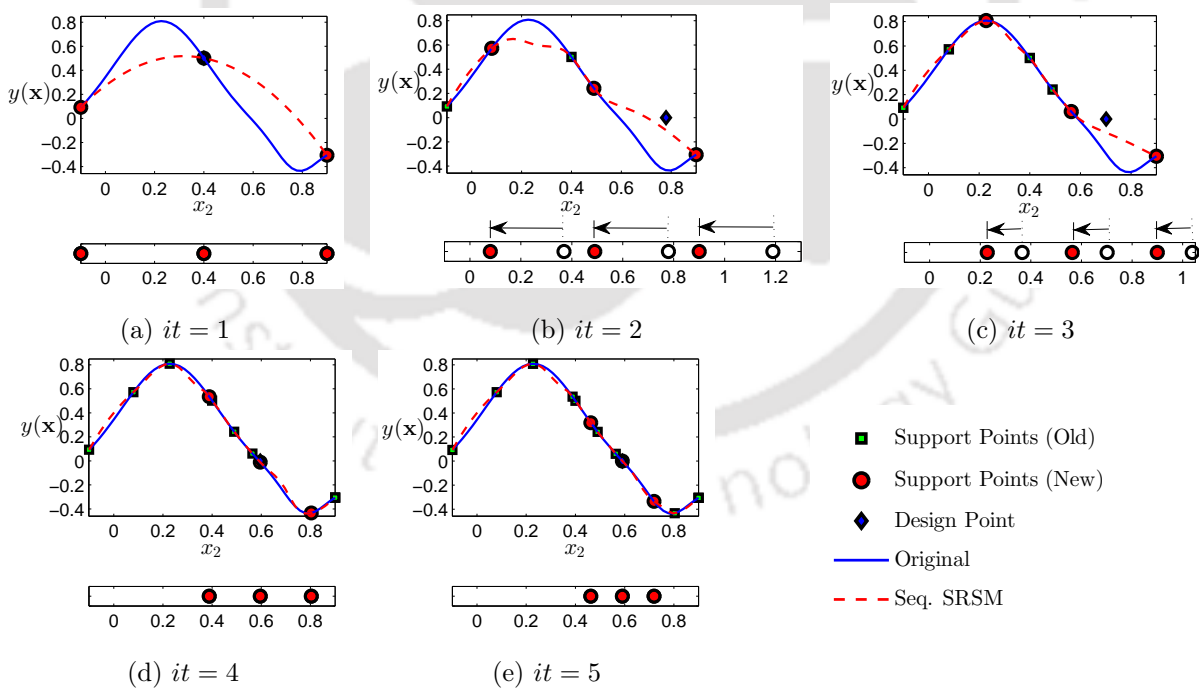 0.8
0.6
0.4
0.2
0
−0.2
−0.4
y(x)
0 0.2 0.4 0.6 0.8
x₂
0 0.2 0.4 0.6 0.8
(a) it = 1
0.8
0.6
0.4
0.2
0
−0.2
−0.4
y(x)
0 0.2 0.4 0.6 0.8
x₂
0 0.2 0.4 0.6 0.8 1 1.2
(b) it = 2
0.8
0.6
0.4
0.2
0
−0.2
−0.4
y(x)
0 0.2 0.4 0.6 0.8
x₂
0 0.2 0.4 0.6 0.8 1
(c) it = 3
0.8
0.6
0.4
0.2
0
−0.2
−0.4
y(x)
0 0.2 0.4 0.6 0.8
x₂
0 0.2 0.4 0.6 0.8
(d) it = 4
0.8
0.6
0.4
0.2
0
−0.2
−0.4
y(x)
0 0.2 0.4 0.6 0.8
x₂
0 0.2 0.4 0.6 0.8
(e) it = 5
Support Points (Old)
Support Points (New)
Design Point
Original
Seq. SRSM